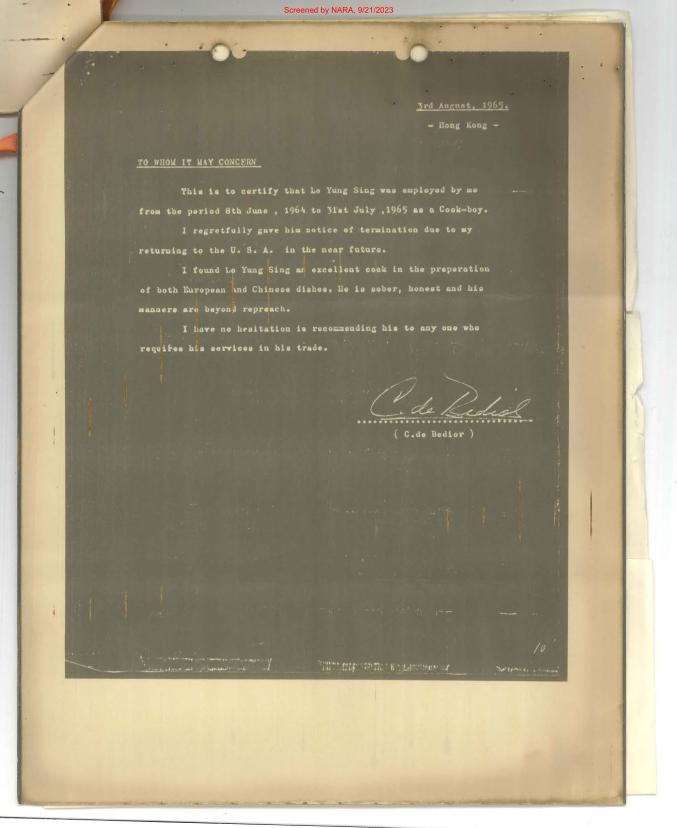 Screened by NARA, 9/21/2023
3rd August, 1965.
- Hong Kong -
TO WHOM IT MAY CONCERN
This is to certify that Lo Yung Sing was employed by me
from the period 8th June , 1964 to 31st July ,1965 as a Cook-boy.
I regretfully gave him notice of termination due to my
returning to the U. S. A. in the near future.
I found Lo Yung Sing an excellent cook in the preperation
of both European and Chinese dishes. He is sober, honest and his
manners are beyond repreach.
I have no hesitation is recommending his to any one who
requires his services in his trade.
C. de Bedior
( C.de Bedior )
10